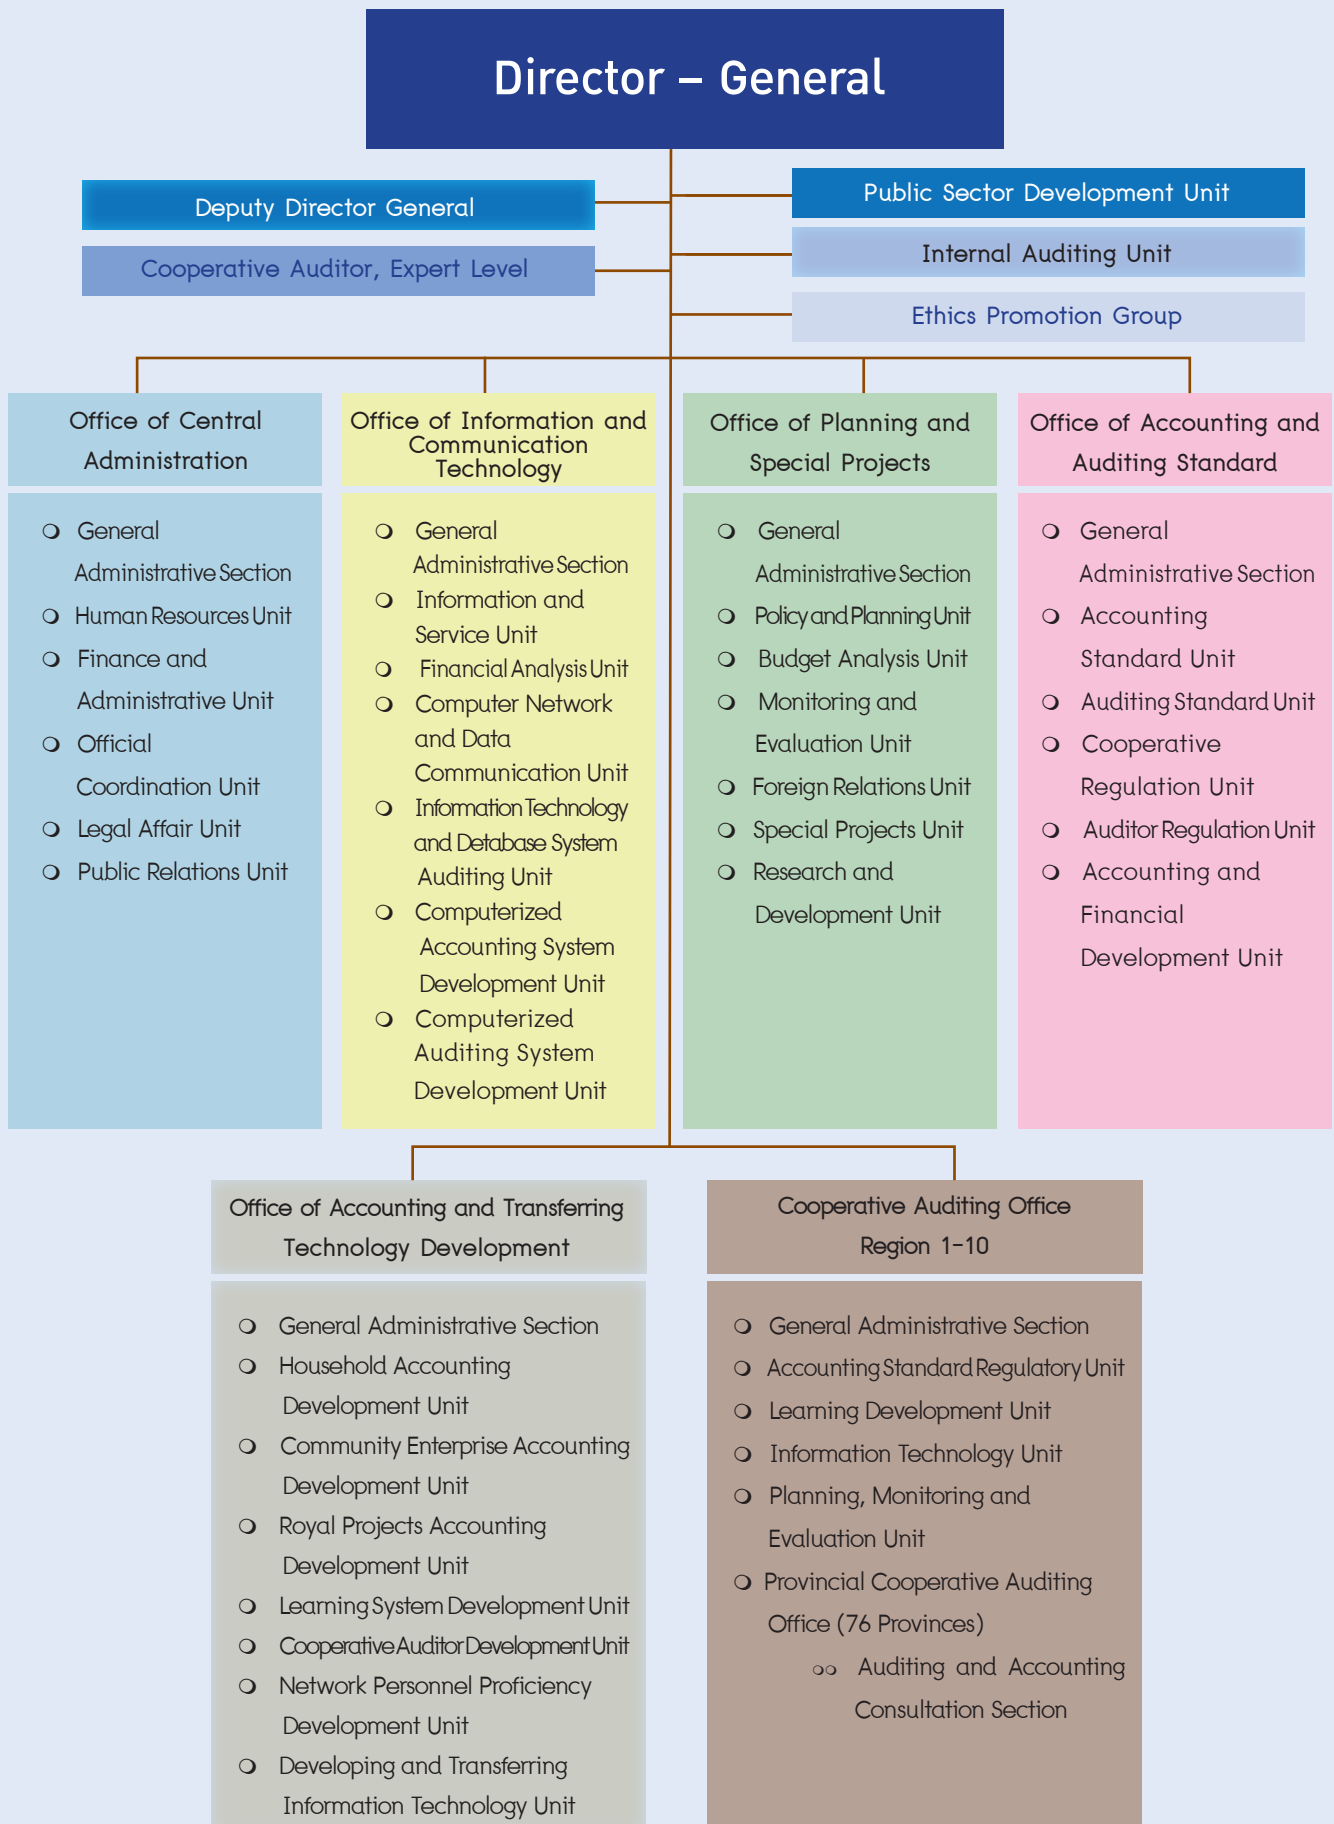 Director – General
Deputy Director General
Cooperative Auditor, Expert Level
Public Sector Development Unit
Internal Auditing Unit
Ethics Promotion Group
Office of Central
Administration
❍ General
Administrative Section
❍ Human Resources Unit
❍ Finance and
Administrative Unit
❍ Official
Coordination Unit
❍ Legal Affair Unit
❍ Public Relations Unit
Office of Information and
Communication
Technology
❍ General
Administrative Section
❍ Information and
Service Unit
❍ Financial Analysis Unit
❍ Computer Network
and Data
Communication Unit
❍ Information Technology
and Detabase System
Auditing Unit
❍ Computerized
Accounting System
Development Unit
❍ Computerized
Auditing System
Development Unit
Office of Planning and
Special Projects
❍ General
Administrative Section
❍ Policy and Planning Unit
❍ Budget Analysis Unit
❍ Monitoring and
Evaluation Unit
❍ Foreign Relations Unit
❍ Special Projects Unit
❍ Research and
Development Unit
Office of Accounting and
Auditing Standard
❍ General
Administrative Section
❍ Accounting
Standard Unit
❍ Auditing Standard Unit
❍ Cooperative
Regulation Unit
❍ Auditor Regulation Unit
❍ Accounting and
Financial
Development Unit
Office of Accounting and Transferring
Technology Development
❍ General Administrative Section
❍ Household Accounting
Development Unit
❍ Community Enterprise Accounting
Development Unit
❍ Royal Projects Accounting
Development Unit
❍ Learning System Development Unit
❍ Cooperative Auditor Development Unit
❍ Network Personnel Proficiency
Development Unit
❍ Developing and Transferring
Information Technology Unit
Cooperative Auditing Office
Region 1-10
❍ General Administrative Section
❍ Accounting Standard Regulatory Unit
❍ Learning Development Unit
❍ Information Technology Unit
❍ Planning, Monitoring and
Evaluation Unit
❍ Provincial Cooperative Auditing
Office (76 Provinces)
❍❍ Auditing and Accounting
Consultation Section